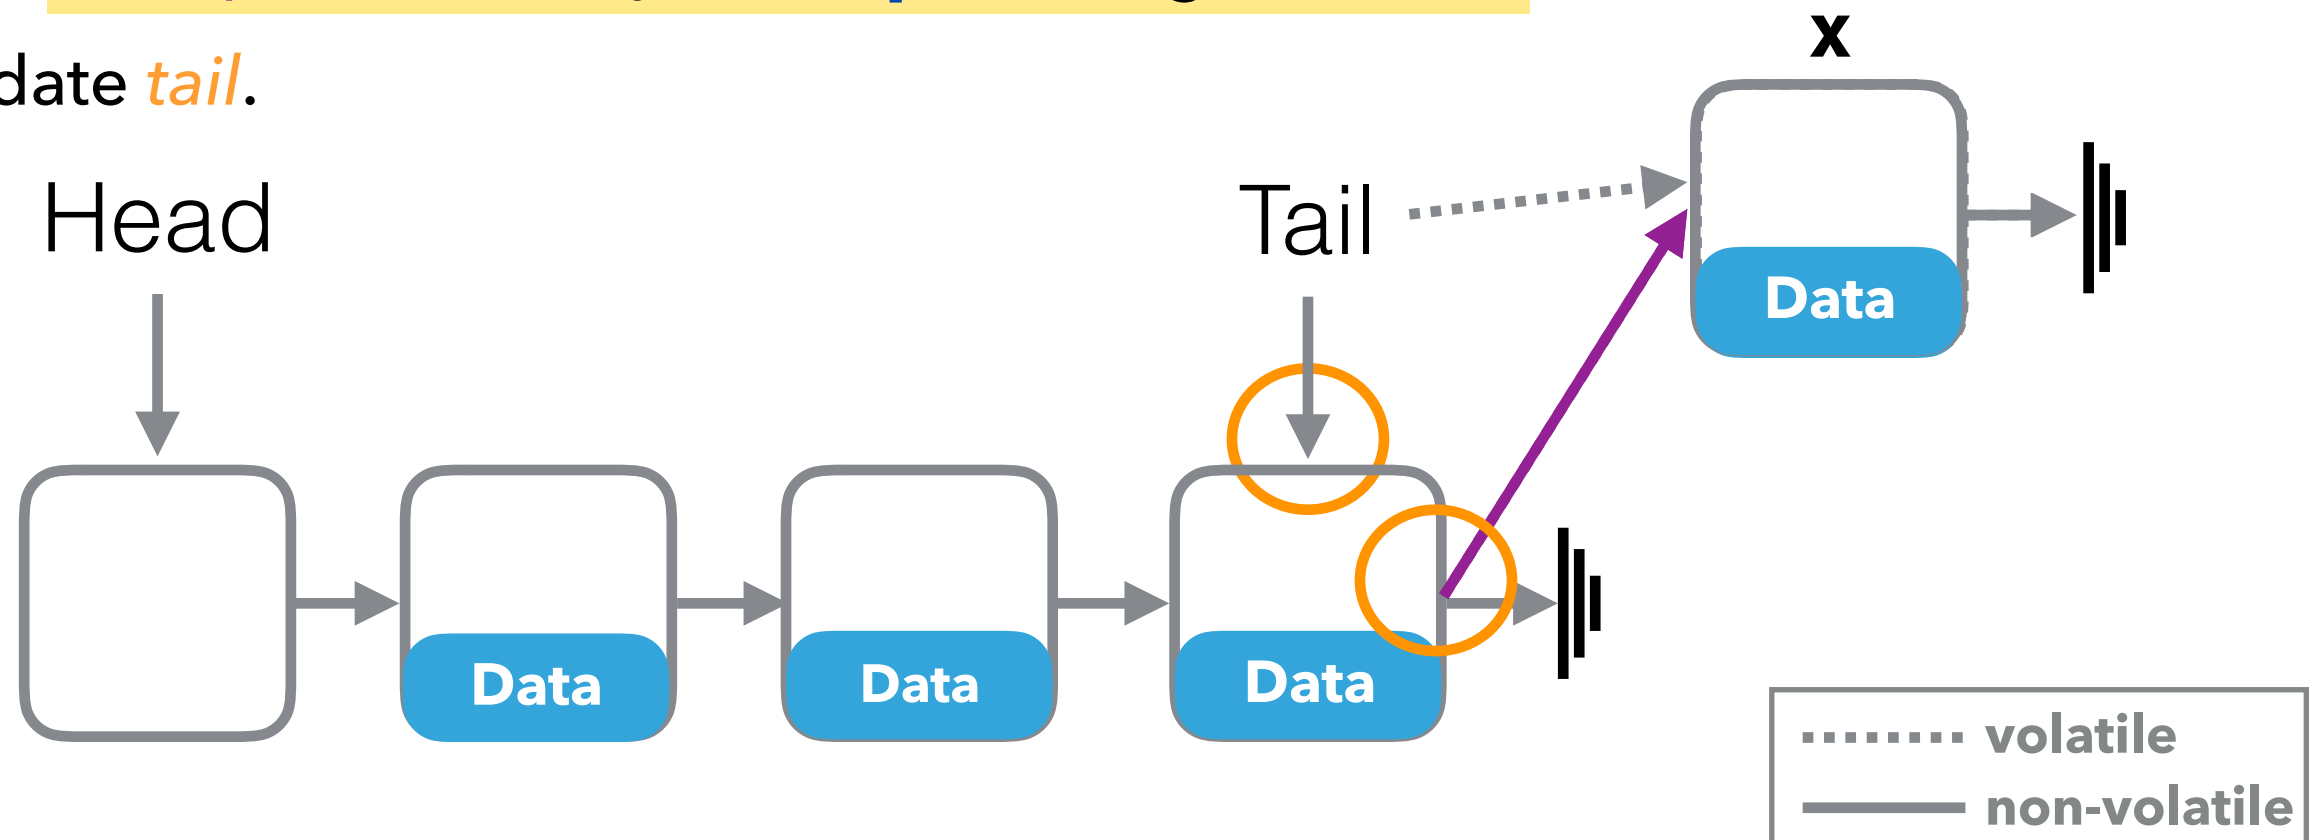 date tail.
x
Head
Tail
Data
Data
Data
Data
volatile
non-volatile